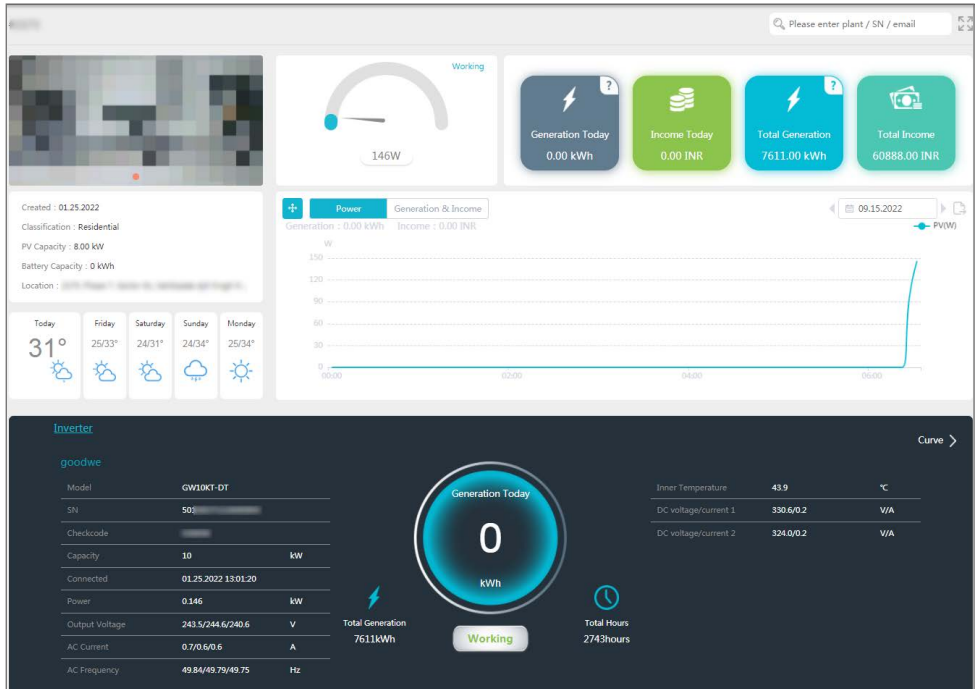 Please enter plant / SN / email
Working
146W
?
Generation Today
0.00 kWh
Income Today
0.00 INR
?
Total Generation
7611.00 kWh
Total Income
60888.00 INR
Created : 01.25.2022
Classification : Residential
PV Capacity : 8.00 kW
Battery Capacity : 0 kWh
Location :
Today Friday Saturday Sunday Monday
31° 25/33° 24/31° 24/34° 25/34°
Power Generation & Income
09.15.2022
Generation : 0.00 kWh Income : 0.00 INR
PV(W)
W
150
120
90
60
30
0
00:00 02:00 04:00 06:00
Inverter
Curve
goodwe
Model GW10KT-DT
SN 501
Checkcode
Capacity 10 kW
Connected 01.25.2022 13:01:20
Power 0.146 kW
Output Voltage 243.5/244.6/240.6 V
AC Current 0.7/0.6/0.6 A
AC Frequency 49.84/49.79/49.75 Hz
Generation Today
0
kWh
Total Generation
7611kWh
Working
Total Hours
2743hours
Inner Temperature 43.9 ℃
DC voltage/current 1 330.6/0.2 V/A
DC voltage/current 2 324.0/0.2 V/A